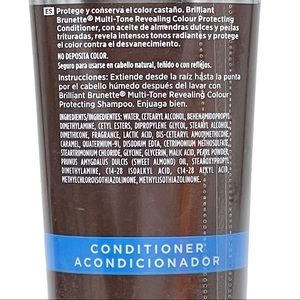 ES Protege y conserva el color castaño. Brilliant
Brunette® Multi-Tone Revealing Colour Protecting
Conditioner, con aceite de almendras dulces y perlas
trituradas, revela intensos tonos radiantes y protege
el color contra el desvanecimiento.
NO DEPOSITA COLOR.
Seguro para usarse en cabello natural, teñido o con reflejos.
Instrucciones: Extiende desde la raíz hasta la punta
por el cabello húmedo después del lavar con
Brilliant Brunette® Multi-Tone Revealing Colour
Protecting Shampoo, Enjuaga bien.
INGREDIENTS/INGREDIENTES: WATER, CETEARYL ALCOHOL, BEHENAMIDOPROPYL
DIMETHYLAMINE, CETYL ESTERS, DIPROPYLENE GLYCOL, STEARYL ALCOHOL,
DIMETHICONE, FRAGRANCE, LACTIC ACID, BIS-CETEARYL AMODIMETHICONE,
CARAMEL, QUATERNIUM-91, DISODIUM EDTA, CETRIMONIUM METHOSULFATE,
STEARTRIMONIUM CHLORIDE, GLYCINE, GLYCERIN, MALIC ACID, PEARL POWDER,
PRUNUS AMYGDALUS DULCIS (SWEET ALMOND) OIL, STEAROXYPROPYL
DIMETHYLAMINE, C14-28 ISOALKYL ACID, C14-28 ALKYL ACID,
METHYLCHLOROISOTHIAZOLINONE, METHYLISOTHIAZOLINONE.
CONDITIONER
ACONDICIONADOR